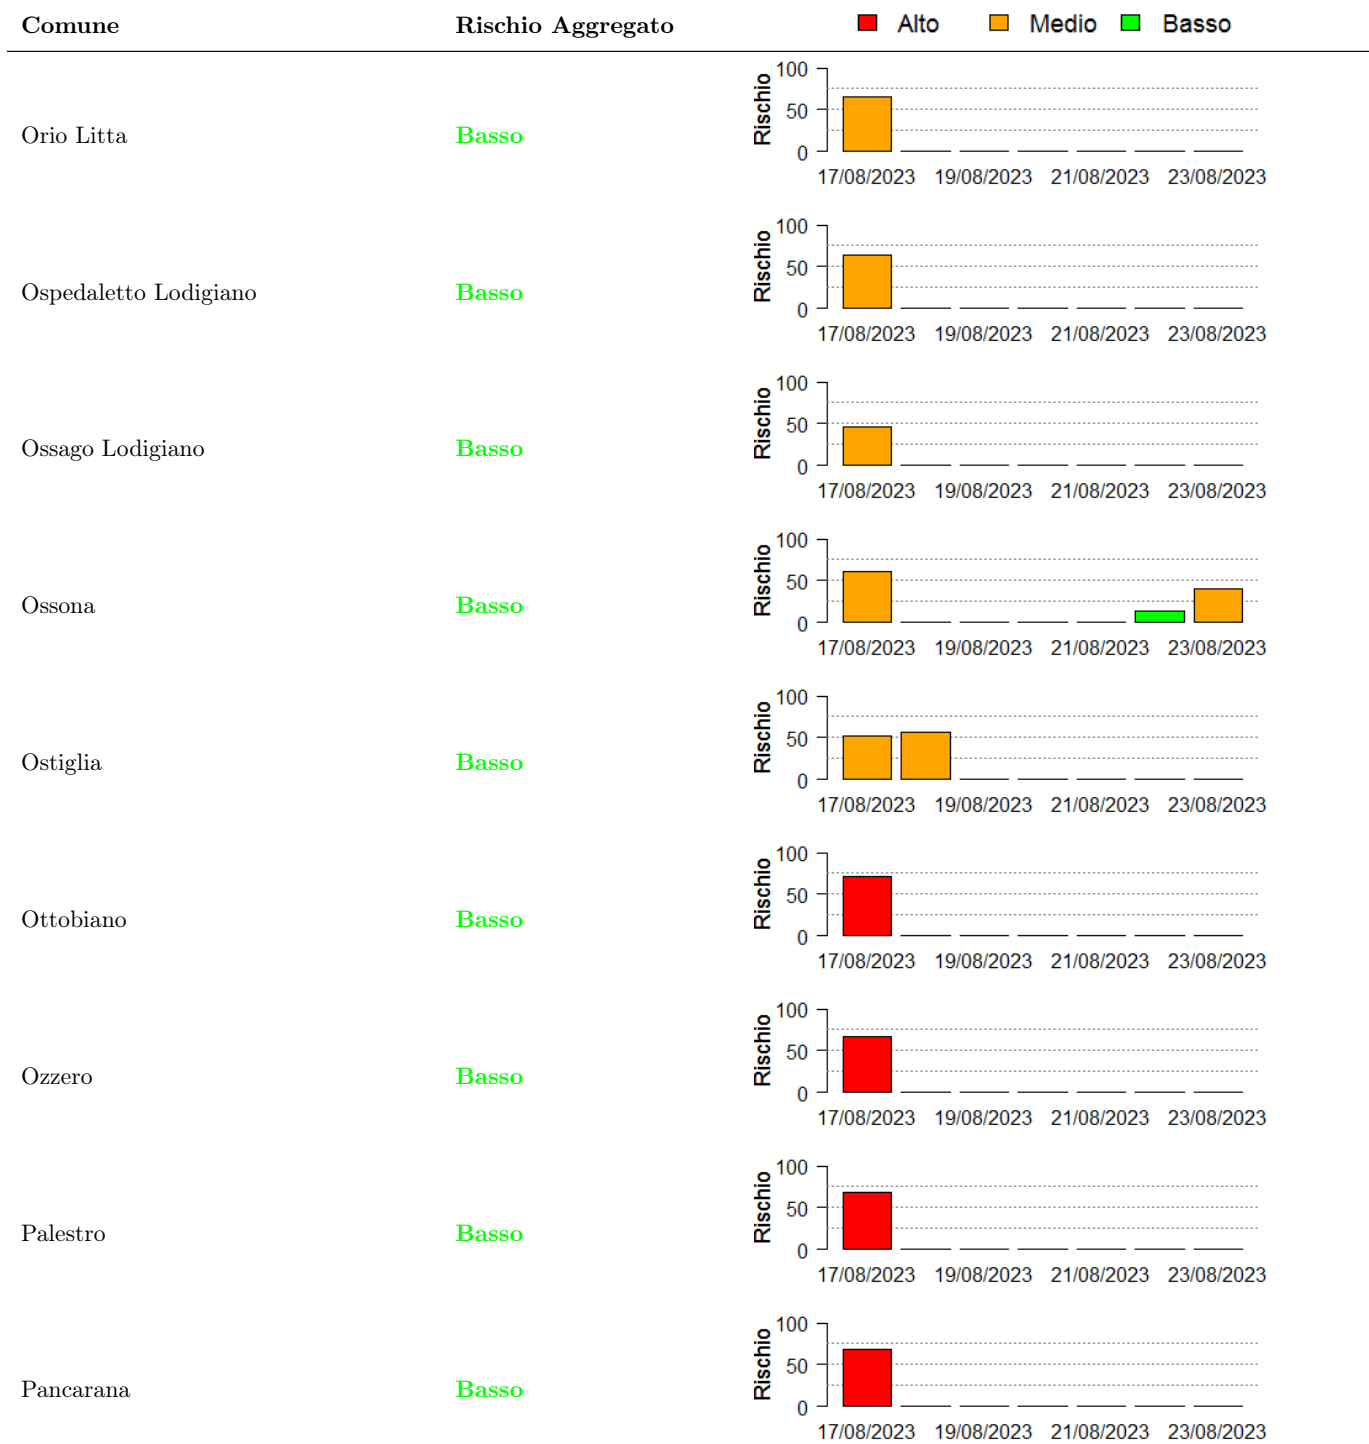 Comune Rischio Aggregato Alto Medio Basso
100
50
0
Rischio
Orio Litta Basso
17/08/2023 19/08/2023 21/08/2023 23/08/2023
100
50
0
Rischio
Ospedaletto Lodigiano Basso
17/08/2023 19/08/2023 21/08/2023 23/08/2023
100
50
0
Rischio
Ossago Lodigiano Basso
17/08/2023 19/08/2023 21/08/2023 23/08/2023
100
50
0
Rischio
Ossona Basso
17/08/2023 19/08/2023 21/08/2023 23/08/2023
100
50
0
Rischio
Ostiglia Basso
17/08/2023 19/08/2023 21/08/2023 23/08/2023
100
50
0
Rischio
Ottobiano Basso
17/08/2023 19/08/2023 21/08/2023 23/08/2023
100
50
0
Rischio
Ozzero Basso
17/08/2023 19/08/2023 21/08/2023 23/08/2023
100
50
0
Rischio
Palestro Basso
17/08/2023 19/08/2023 21/08/2023 23/08/2023
100
50
0
Rischio
Pancarana Basso
17/08/2023 19/08/2023 21/08/2023 23/08/2023